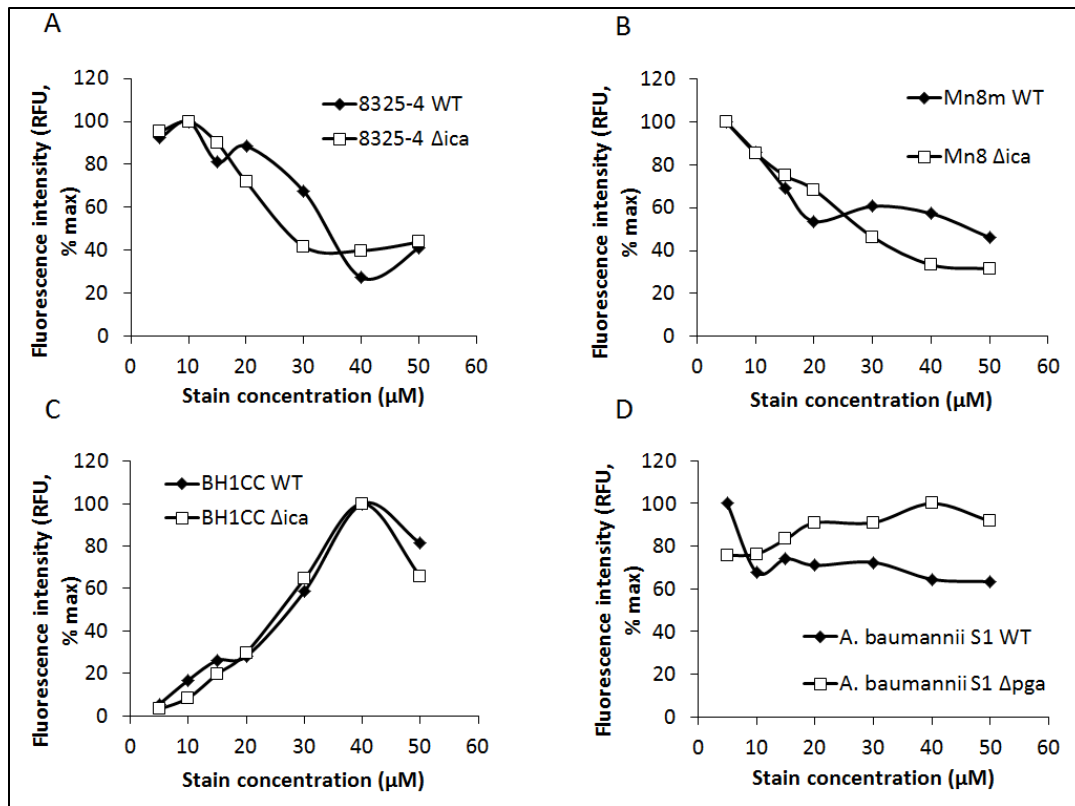 A
Fluorescence intensity (RFU,
% max)
120
100
80
60
40
20
0
8325-4 WT
8325-4 Δica
0 10 20 30 40 50 60
Stain concentration (µM)
B
Fluorescence intensity (RFU,
% max)
120
100
80
60
40
20
0
Mn8m WT
Mn8 Δica
0 10 20 30 40 50 60
Stain concentration (µM)
C
Fluorescence intensity (RFU,
% max)
120
100
80
60
40
20
0
BH1CC WT
BH1CC Δica
0 10 20 30 40 50 60
Stain concentration (µM)
D
Fluorescence intensity (RFU,
% max)
120
100
80
60
40
20
0
A. baumannii S1 WT
A. baumannii S1 Δpga
0 10 20 30 40 50 60
Stain concentration (µM)